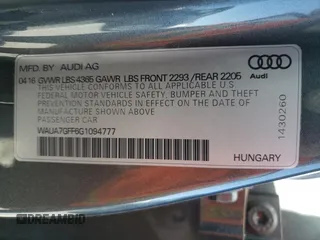 MFD. BY AUDI AG
04/16 GVWR LBS 4365 GAWR LBS FRONT 2293 /REAR 2205
THIS VEHICLE CONFORMS TO ALL APPLICABLE U.S.
FEDERAL MOTOR VEHICLE SAFETY, BUMPER AND THEFT
PREVENTION STANDARDS IN EFFECT ON THE DATE OF
MANUFACTURE SHOWN ABOVE.
PASSENGER CAR
WAUA7GFF6G1094777
HUNGARY
Audi
1430260
DREAMBID